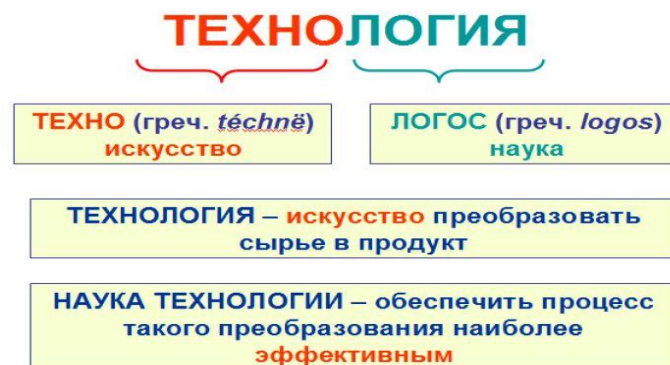 ТЕХНОЛОГИЯ
ТЕХНО (греч. téchnë)
искусство
ЛОГОС (греч. logos)
наука
ТЕХНОЛОГИЯ – искусство преобразовать
сырье в продукт
НАУКА ТЕХНОЛОГИИ – обеспечить процесс
такого преобразования наиболее
эффективным